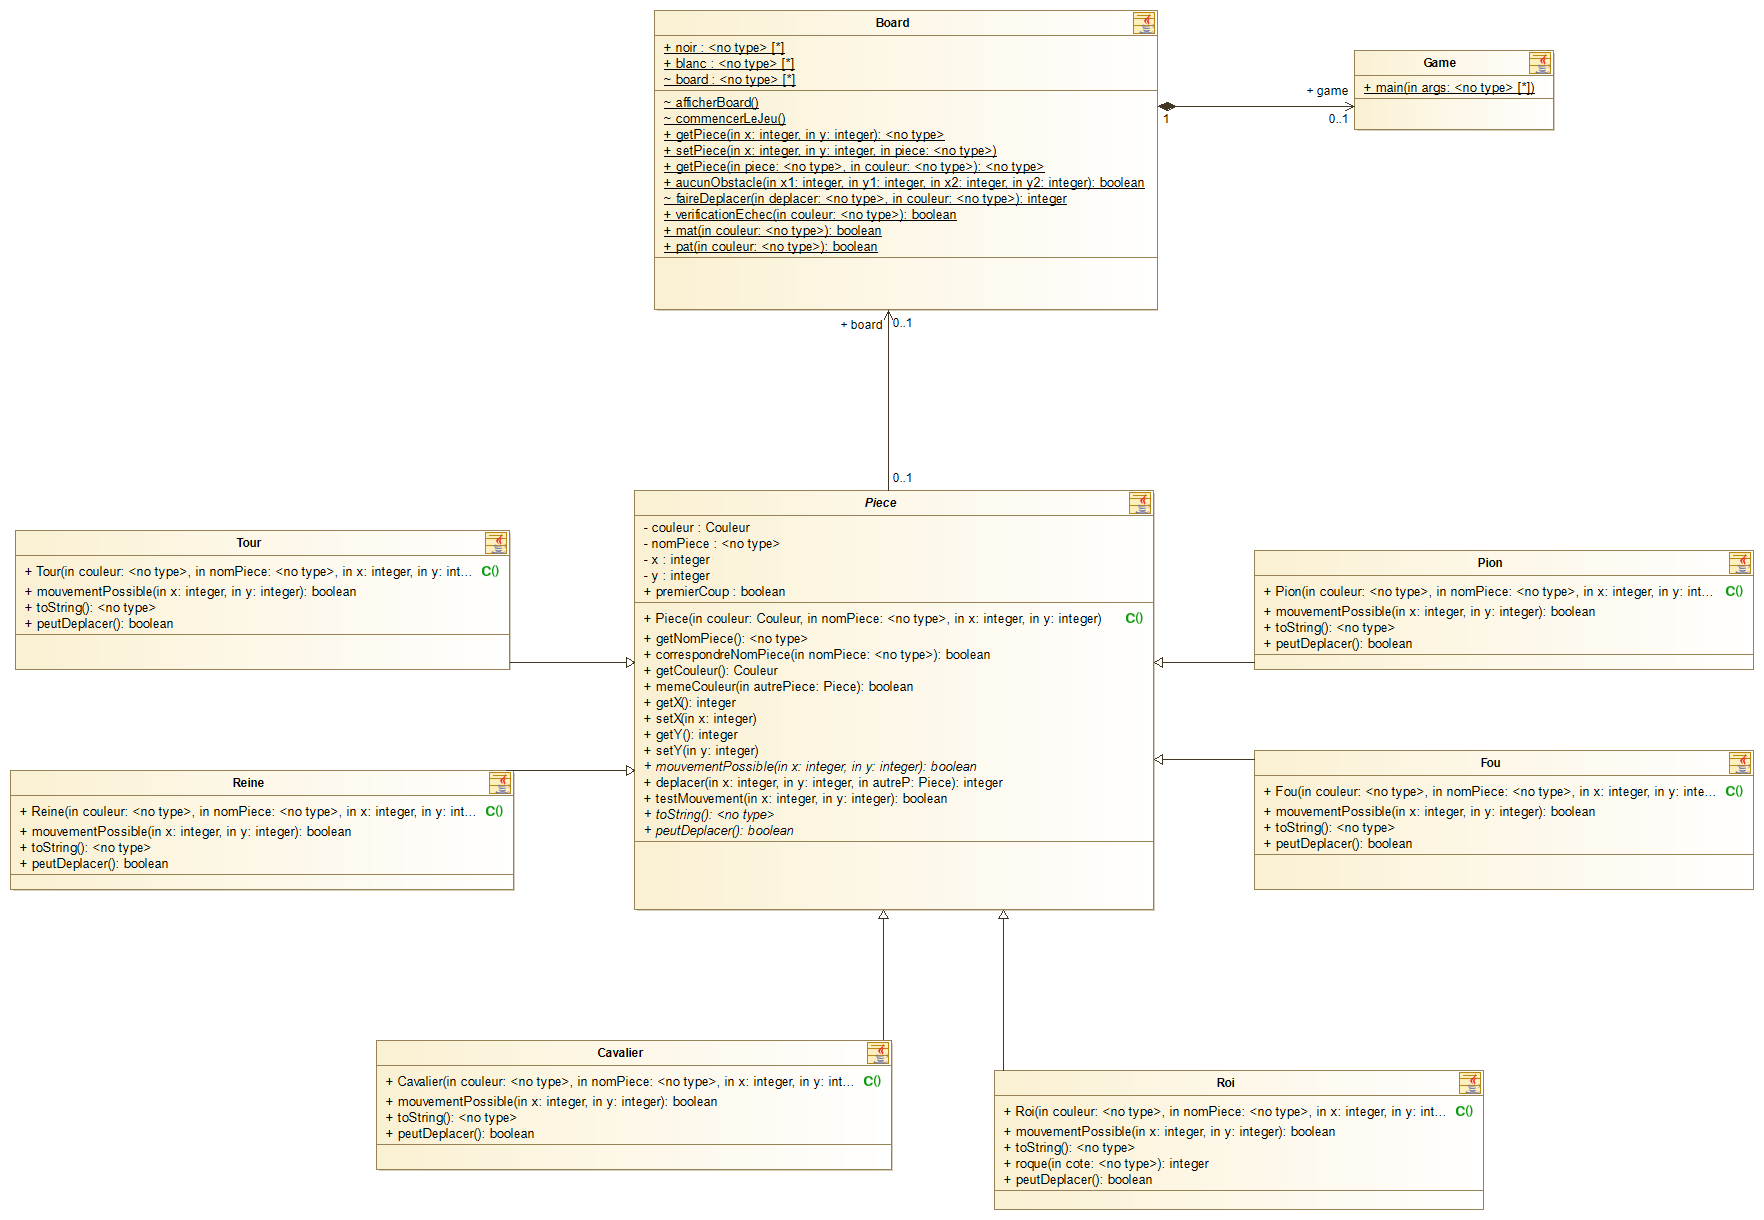 Board
+ noir : <no type> [*]
+ blanc : <no type> [*]
~ board : <no type> [*]
~ afficherBoard()
~ commencerLeJeu()
+ getPiece(in x: integer, in y: integer): <no type>
+ setPiece(in x: integer, in y: integer, in piece: <no type>)
+ getPiece(in piece: <no type>, in couleur: <no type>): <no type>
+ aucunObstacle(in x1: integer, in y1: integer, in x2: integer, in y2: integer): boolean
~ faireDeplacer(in deplacer: <no type>, in couleur: <no type>): integer
+ verificationEchec(in couleur: <no type>): boolean
+ mat(in couleur: <no type>): boolean
+ pat(in couleur: <no type>): boolean
Game
+ main(in args: <no type> [*])
+ game
1
0..1
+ board
0..1
0..1
Piece
- couleur : Couleur
- nomPiece : <no type>
- x : integer
- y : integer
+ premierCoup : boolean
+ Piece(in couleur: Couleur, in nomPiece: <no type>, in x: integer, in y: integer) C()
+ getNomPiece(): <no type>
+ correspondreNomPiece(in nomPiece: <no type>): boolean
+ getCouleur(): Couleur
+ memeCouleur(in autrePiece: Piece): boolean
+ getX(): integer
+ setX(in x: integer)
+ getY(): integer
+ setY(in y: integer)
+ mouvementPossible(in x: integer, in y: integer): boolean
+ deplacer(in x: integer, in y: integer, in autreP: Piece): integer
+ testMouvement(in x: integer, in y: integer): boolean
+ toString(): <no type>
+ peutDeplacer(): boolean
Tour
+ Tour(in couleur: <no type>, in nomPiece: <no type>, in x: integer, in y: int... C()
+ mouvementPossible(in x: integer, in y: integer): boolean
+ toString(): <no type>
+ peutDeplacer(): boolean
Pion
+ Pion(in couleur: <no type>, in nomPiece: <no type>, in x: integer, in y: int... C()
+ mouvementPossible(in x: integer, in y: integer): boolean
+ toString(): <no type>
+ peutDeplacer(): boolean
Reine
+ Reine(in couleur: <no type>, in nomPiece: <no type>, in x: integer, in y: int... C()
+ mouvementPossible(in x: integer, in y: integer): boolean
+ toString(): <no type>
+ peutDeplacer(): boolean
Fou
+ Fou(in couleur: <no type>, in nomPiece: <no type>, in x: integer, in y: inte... C()
+ mouvementPossible(in x: integer, in y: integer): boolean
+ toString(): <no type>
+ peutDeplacer(): boolean
Cavalier
+ Cavalier(in couleur: <no type>, in nomPiece: <no type>, in x: integer, in y: int... C()
+ mouvementPossible(in x: integer, in y: integer): boolean
+ toString(): <no type>
+ peutDeplacer(): boolean
Roi
+ Roi(in couleur: <no type>, in nomPiece: <no type>, in x: integer, in y: int... C()
+ mouvementPossible(in x: integer, in y: integer): boolean
+ toString(): <no type>
+ roque(in cote: <no type>): integer
+ peutDeplacer(): boolean